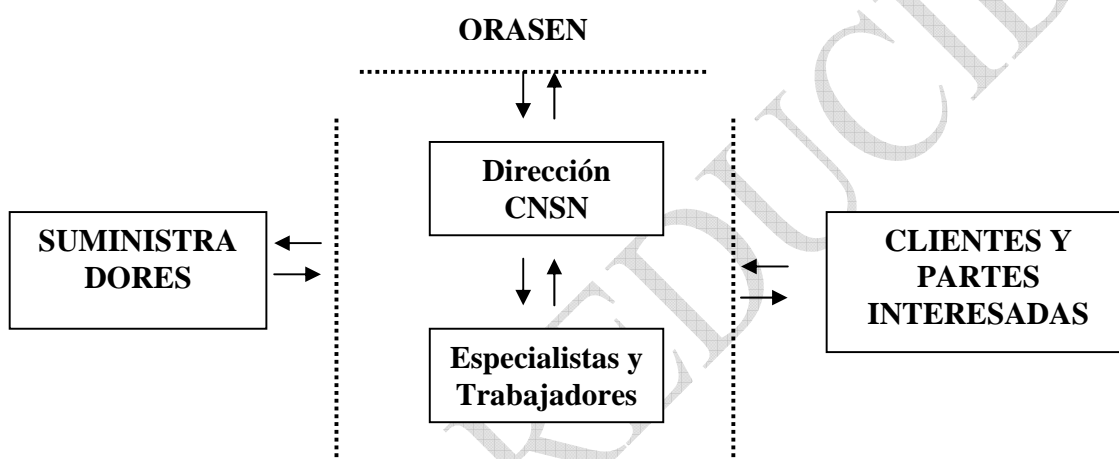 ORASEN
Dirección
CNSN
SUMINISTRA
DORES
CLIENTES Y
PARTES
INTERESADAS
Especialistas y
Trabajadores